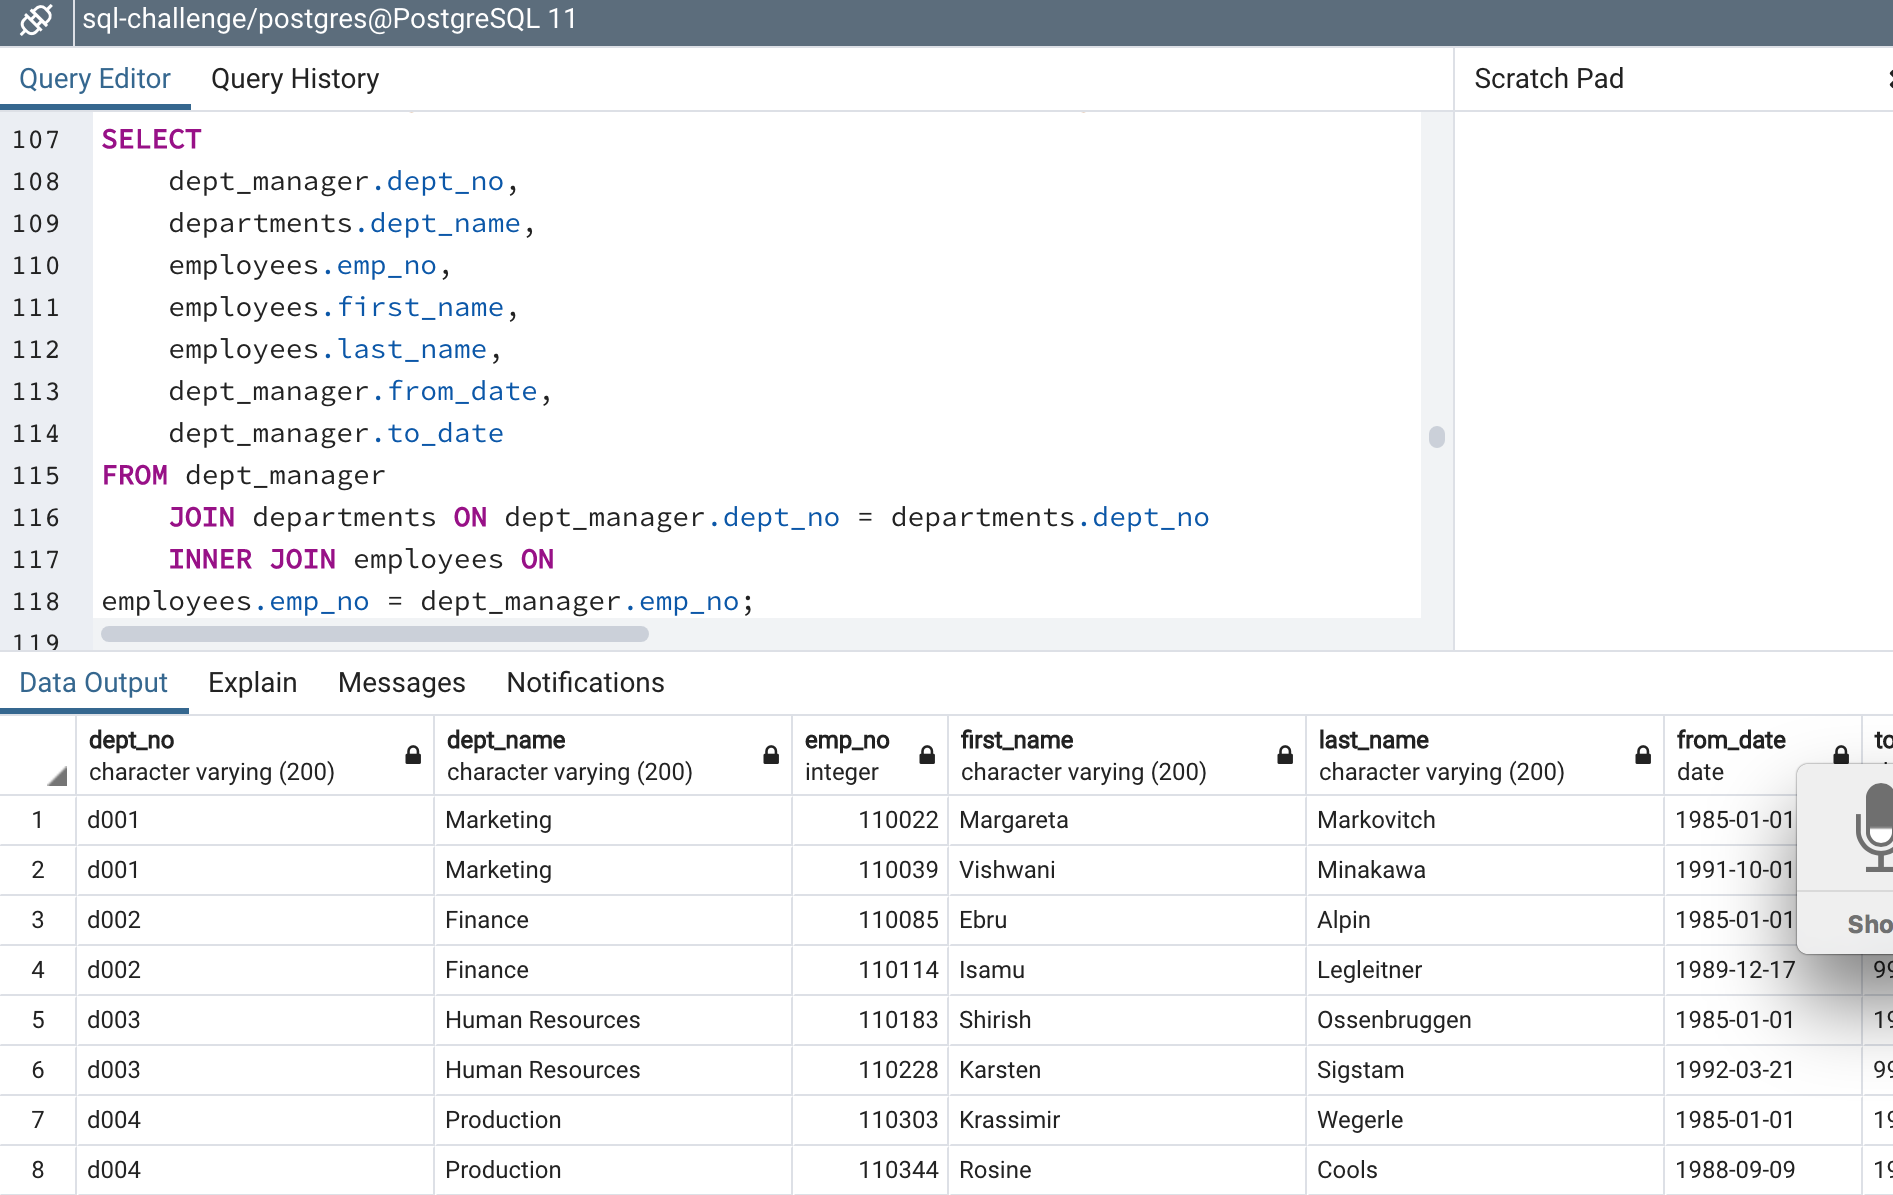 sql-challenge/postgres@PostgreSQL 11
Query Editor Query History Scratch Pad
107 SELECT
108 dept_manager.dept_no,
109 departments.dept_name,
110 employees.emp_no,
111 employees.first_name,
112 employees.last_name,
113 dept_manager.from_date,
114 dept_manager.to_date
115 FROM dept_manager
116 JOIN departments ON dept_manager.dept_no = departments.dept_no
117 INNER JOIN employees ON
118 employees.emp_no = dept_manager.emp_no;
119
Data Output Explain Messages Notifications
dept_no dept_name emp_no first_name last_name from_date to
character varying (200) character varying (200) integer character varying (200) character varying (200) date
1 d001 Marketing 110022 Margareta Markovitch 1985-01-01
2 d001 Marketing 110039 Vishwani Minakawa 1991-10-01
3 d002 Finance 110085 Ebru Alpin 1985-01-01
Sho
4 d002 Finance 110114 Isamu Legleitner 1989-12-17 99
5 d003 Human Resources 110183 Shirish Ossenbruggen 1985-01-01 19
6 d003 Human Resources 110228 Karsten Sigstam 1992-03-21 99
7 d004 Production 110303 Krassimir Wegerle 1985-01-01 19
8 d004 Production 110344 Rosine Cools 1988-09-09 19